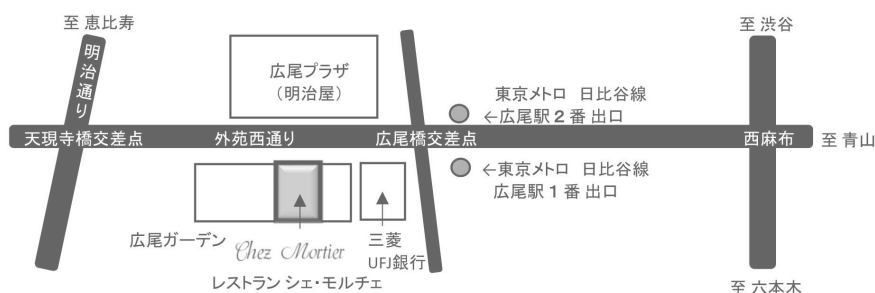 至 恵比寿
明治通り
広尾プラザ
（明治屋）
至 渋谷
東京メトロ 日比谷線
←広尾駅 2 番 出口
天現寺橋交差点
外苑西通り
広尾橋交差点
西麻布
至 青山
←東京メトロ 日比谷線
広尾駅 1 番 出口
広尾ガーデン
Chez Mortier
三菱
UFJ銀行
レストラン シェ・モルチェ
至 六本木